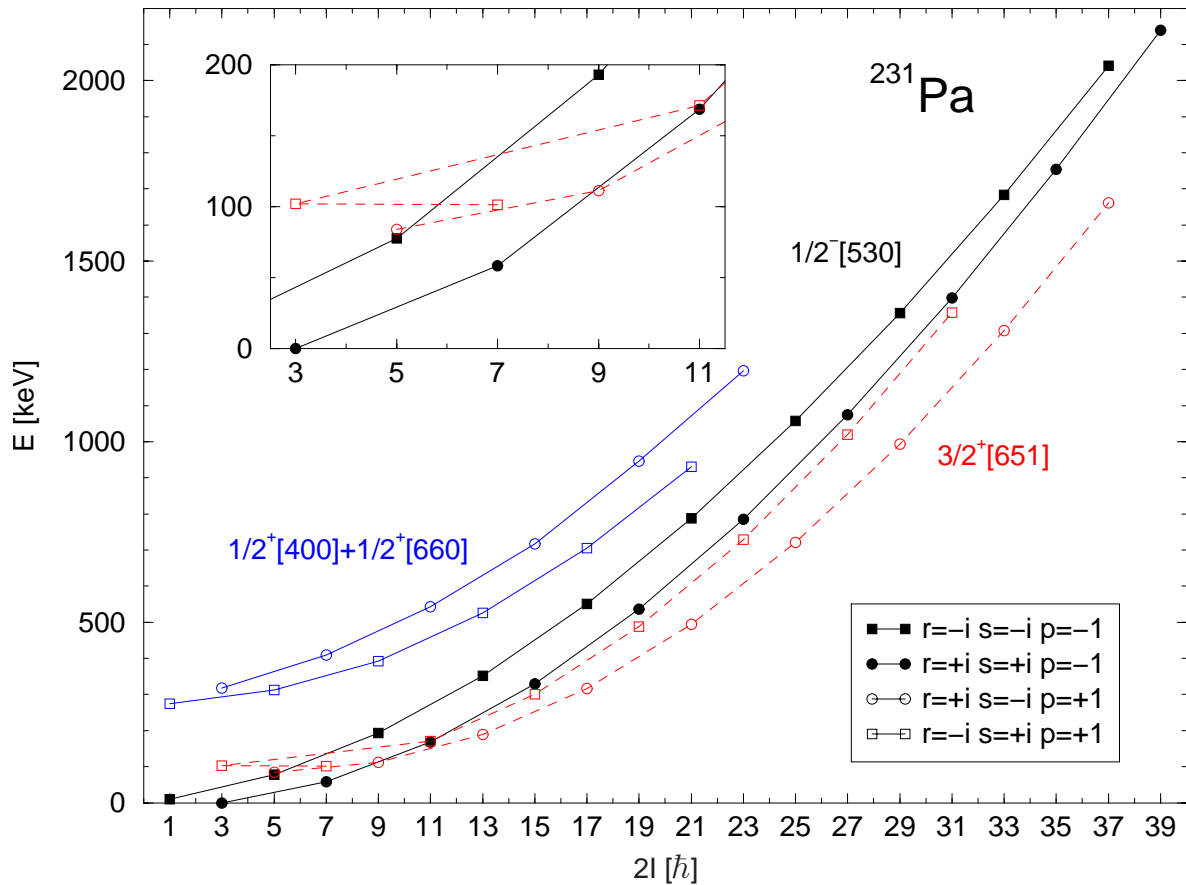 ²³¹Pa
200
100
0
3 5 7 9 11
2000
1500
1000
500
0
E [keV]
1/2⁻[530]
3/2⁺[651]
1/2⁺[400]+1/2⁺[660]
r=−i s=−i p=−1
r=+i s=+i p=−1
r=+i s=−i p=+1
r=−i s=+i p=+1
1 3 5 7 9 11 13 15 17 19 21 23 25 27 29 31 33 35 37 39
2I [ℏ]